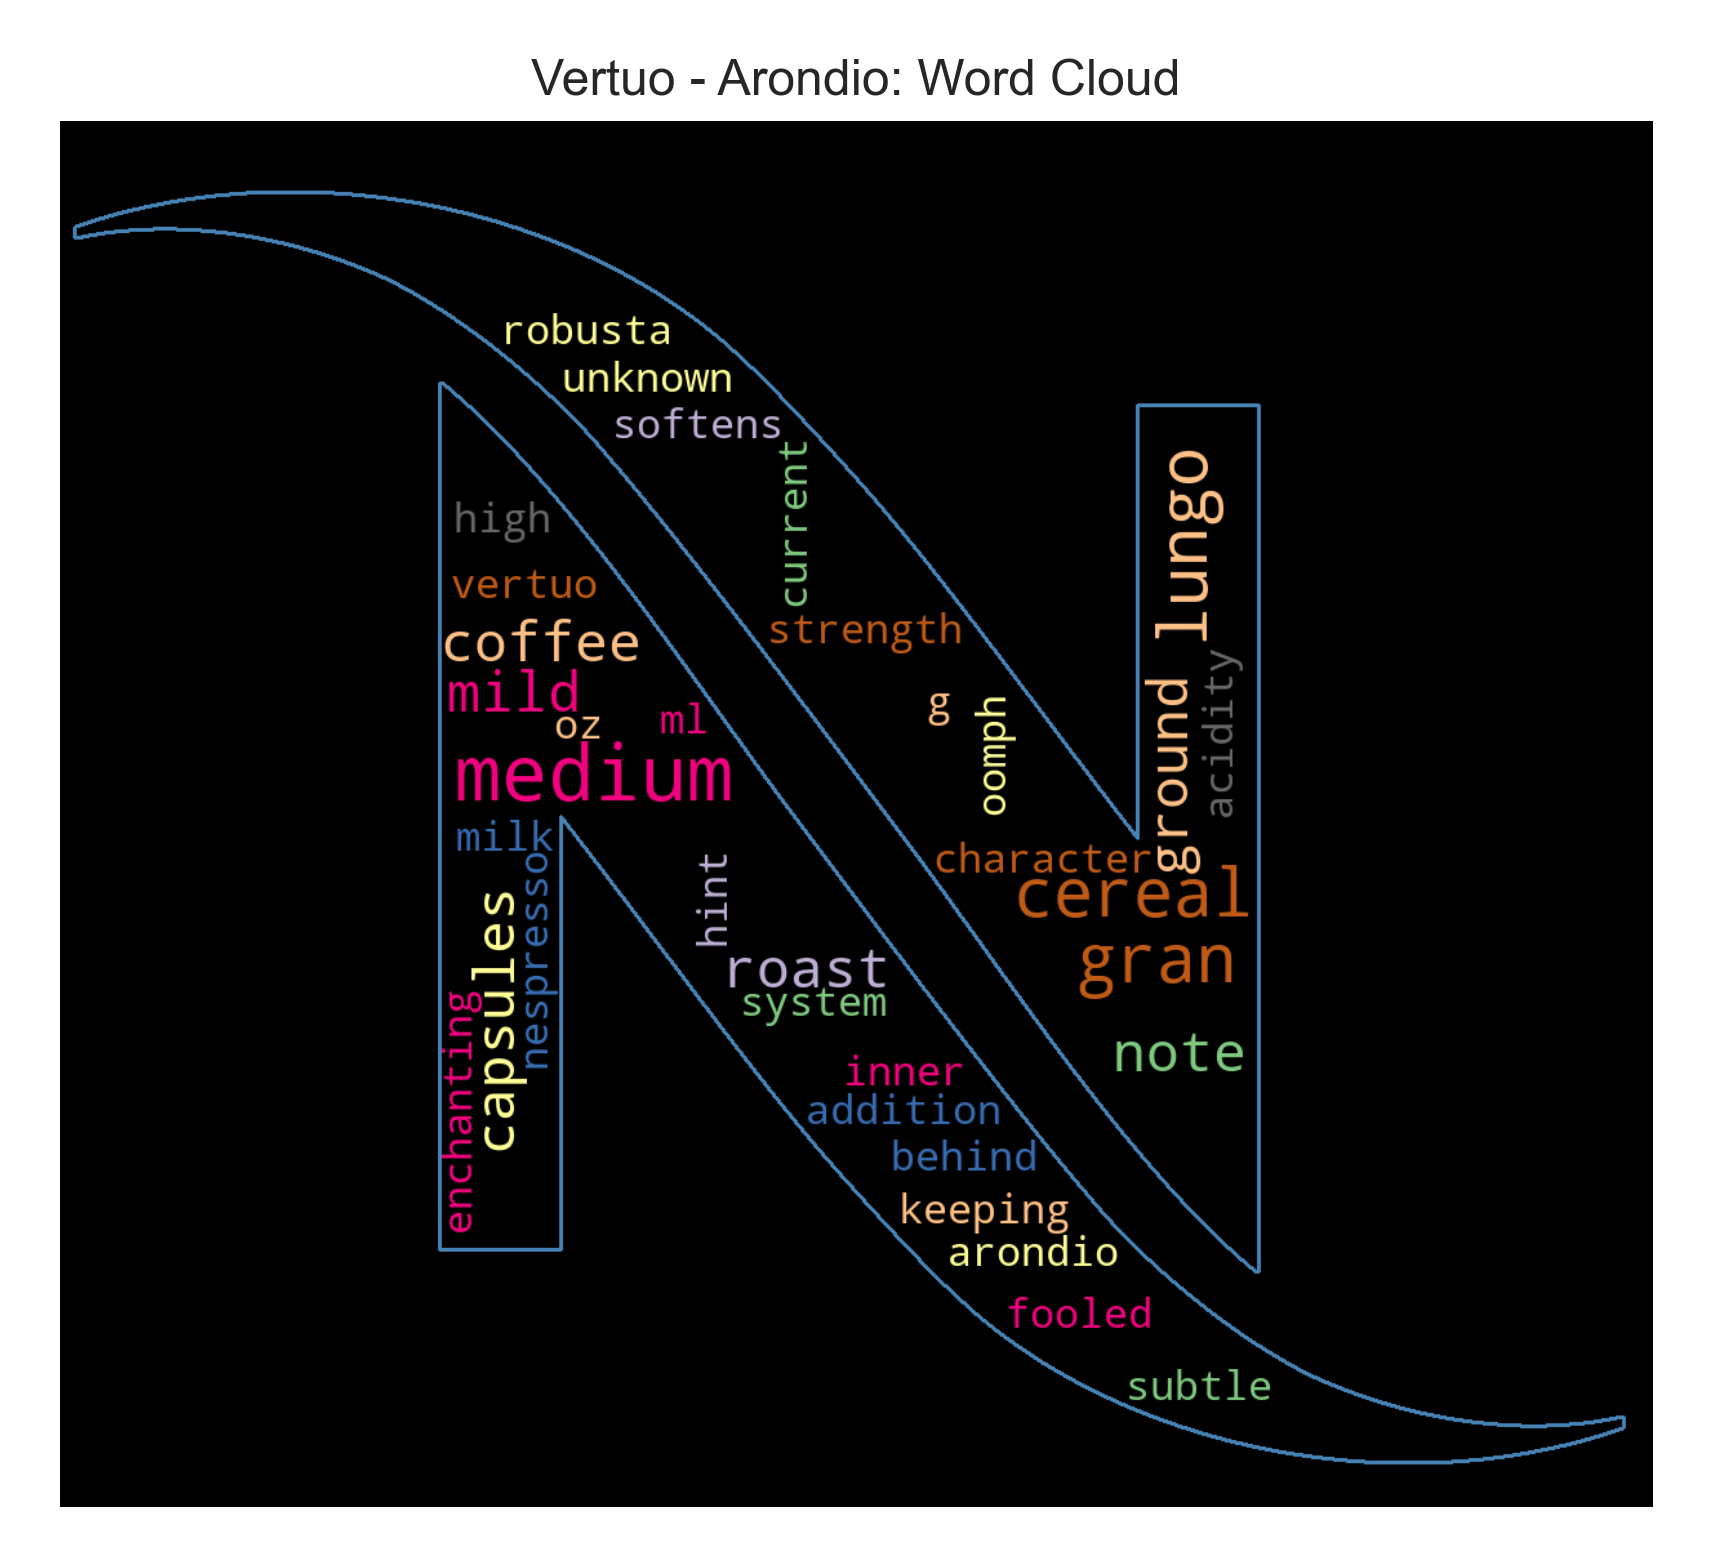 Vertuo - Arondio: Word Cloud
robusta
unknown
softens
current
high
lungo
vertuo
strength
coffee
mild
oz
ml
g
oomph
ground
acidity
medium
milk
nespresso
hint
character
cereal
capsules
roast
gran
system
enchanting
note
inner
addition
behind
keeping
arondio
fooled
subtle